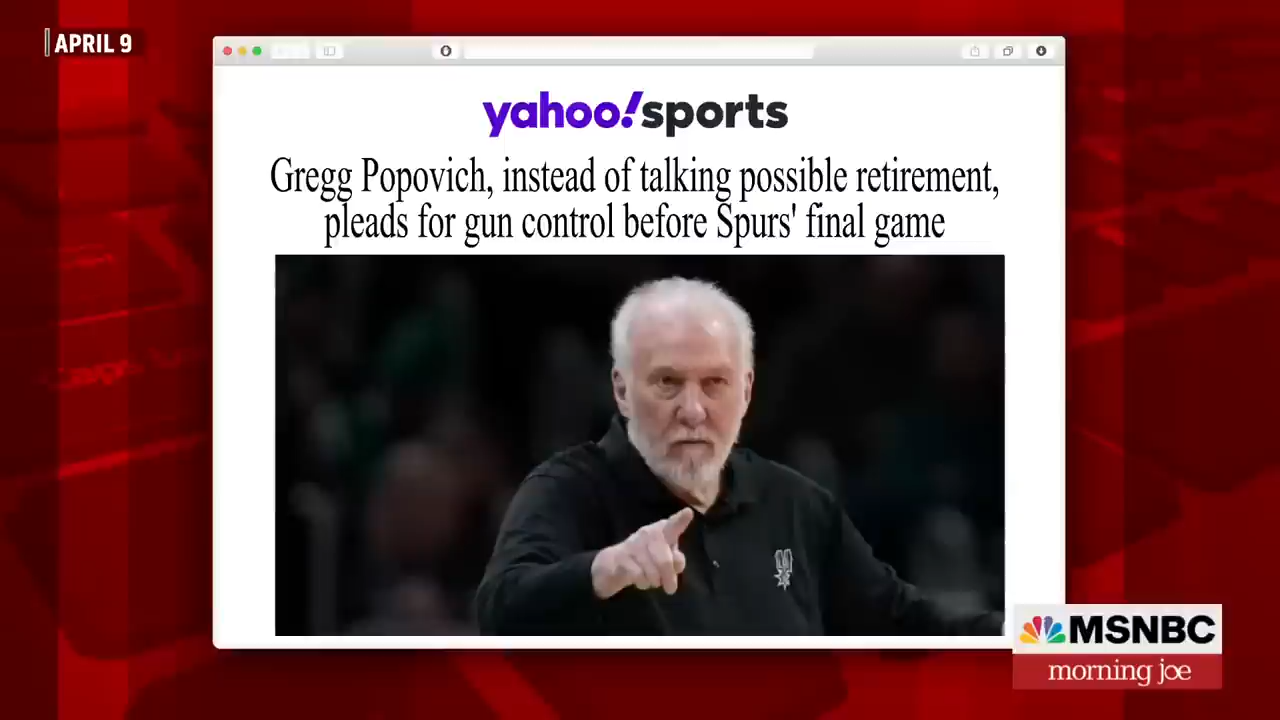 APRIL 9
yahoo!sports
Gregg Popovich, instead of talking possible retirement,
pleads for gun control before Spurs' final game
MSNBC
morning joe